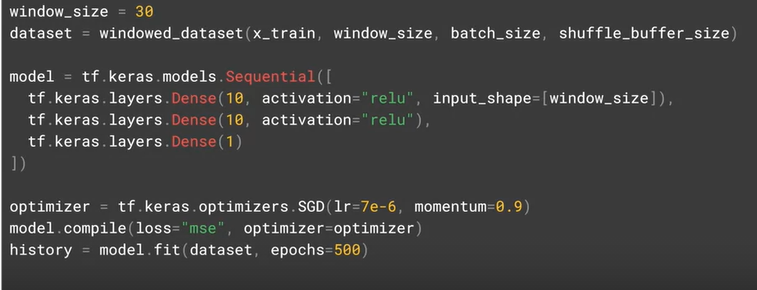 window_size = 30
dataset = windowed_dataset(x_train, window_size, batch_size, shuffle_buffer_size)
model = tf.keras.models.Sequential([
  tf.keras.layers.Dense(10, activation="relu", input_shape=[window_size]),
  tf.keras.layers.Dense(10, activation="relu"),
  tf.keras.layers.Dense(1)
])
optimizer = tf.keras.optimizers.SGD(lr=7e-6, momentum=0.9)
model.compile(loss="mse", optimizer=optimizer)
history = model.fit(dataset, epochs=500)